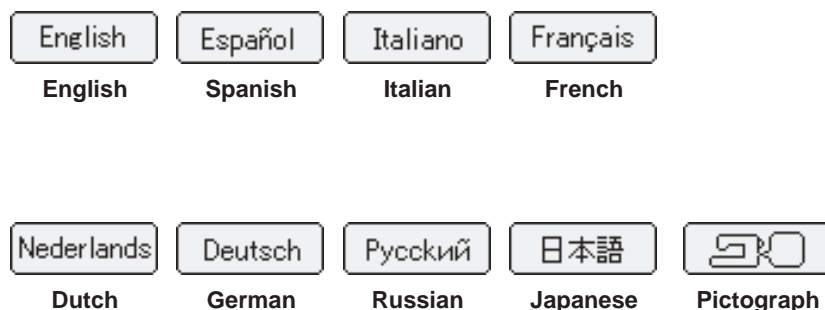 English Español Italiano Français
English Spanish Italian French
Nederlands Deutsch Русский 日本語
Dutch German Russian Japanese Pictograph